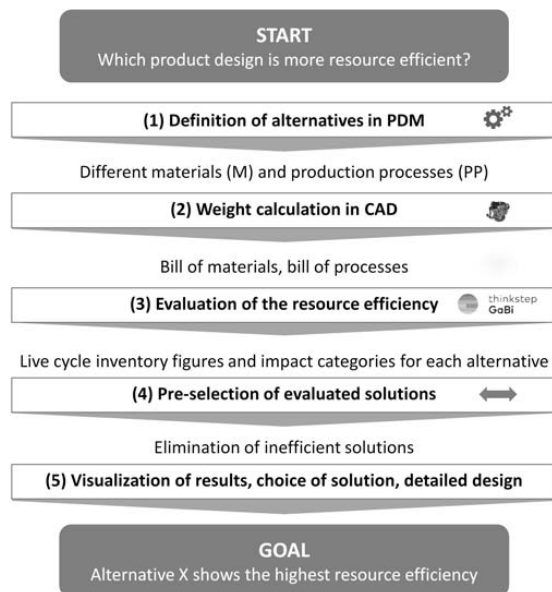 START
Which product design is more resource efficient?
(1) Definition of alternatives in PDM
Different materials (M) and production processes (PP)
(2) Weight calculation in CAD
Bill of materials, bill of processes
(3) Evaluation of the resource efficiency
thinkstep
GaBi
Live cycle inventory figures and impact categories for each alternative
(4) Pre-selection of evaluated solutions
Elimination of inefficient solutions
(5) Visualization of results, choice of solution, detailed design
GOAL
Alternative X shows the highest resource efficiency